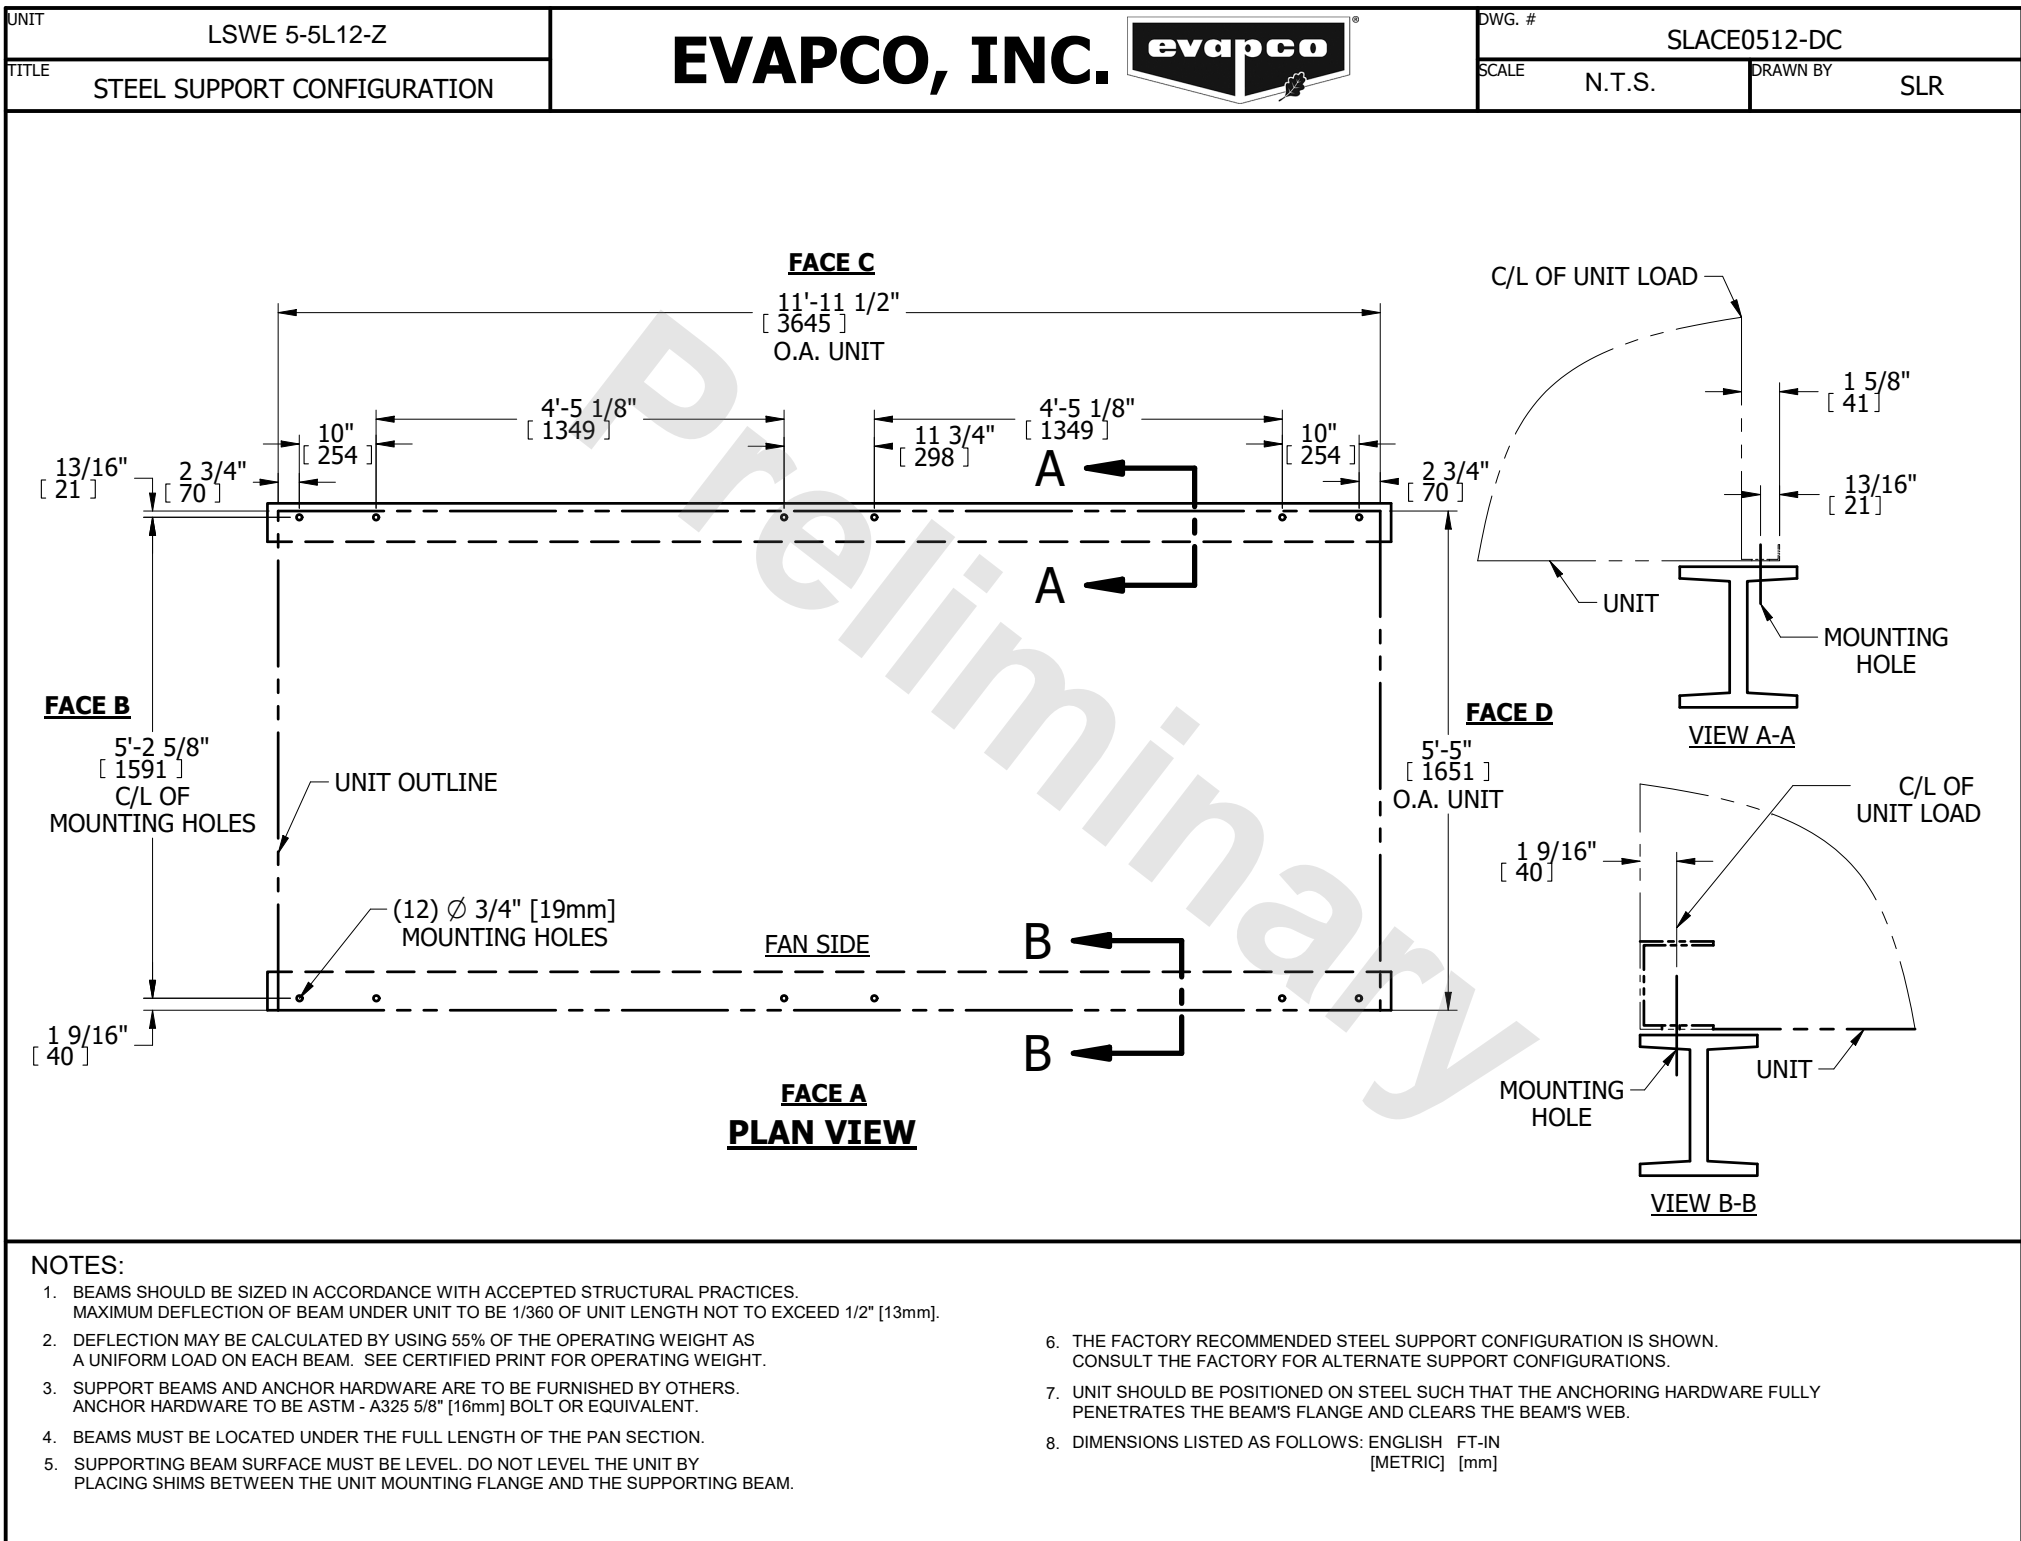 UNIT
LSWE 5-5L12-Z
TITLE
STEEL SUPPORT CONFIGURATION
EVAPCO, INC.
evapco
®
DWG. #
SLACE0512-DC
SCALE
N.T.S.
DRAWN BY
SLR
FACE C
11'-11 1/2"
[ 3645 ]
O.A. UNIT
4'-5 1/8"
[ 1349 ]
4'-5 1/8"
[ 1349 ]
10"
[ 254 ]
11 3/4"
[ 298 ]
10"
[ 254 ]
13/16"
[ 21 ]
2 3/4"
[ 70 ]
2 3/4"
[ 70 ]
A
A
FACE B
5'-2 5/8"
[ 1591 ]
C/L OF
MOUNTING HOLES
UNIT OUTLINE
FACE D
5'-5"
[ 1651 ]
O.A. UNIT
(12) Ø 3/4" [19mm]
MOUNTING HOLES
FAN SIDE
B
B
1 9/16"
[ 40 ]
FACE A
PLAN VIEW
Preliminary
C/L OF UNIT LOAD
1 5/8"
[ 41 ]
13/16"
[ 21 ]
UNIT
MOUNTING
HOLE
VIEW A-A
C/L OF
UNIT LOAD
1 9/16"
[ 40 ]
UNIT
MOUNTING
HOLE
VIEW B-B
NOTES:
1. BEAMS SHOULD BE SIZED IN ACCORDANCE WITH ACCEPTED STRUCTURAL PRACTICES.
MAXIMUM DEFLECTION OF BEAM UNDER UNIT TO BE 1/360 OF UNIT LENGTH NOT TO EXCEED 1/2" [13mm].
2. DEFLECTION MAY BE CALCULATED BY USING 55% OF THE OPERATING WEIGHT AS
A UNIFORM LOAD ON EACH BEAM. SEE CERTIFIED PRINT FOR OPERATING WEIGHT.
3. SUPPORT BEAMS AND ANCHOR HARDWARE ARE TO BE FURNISHED BY OTHERS.
ANCHOR HARDWARE TO BE ASTM - A325 5/8" [16mm] BOLT OR EQUIVALENT.
4. BEAMS MUST BE LOCATED UNDER THE FULL LENGTH OF THE PAN SECTION.
5. SUPPORTING BEAM SURFACE MUST BE LEVEL. DO NOT LEVEL THE UNIT BY
PLACING SHIMS BETWEEN THE UNIT MOUNTING FLANGE AND THE SUPPORTING BEAM.
6. THE FACTORY RECOMMENDED STEEL SUPPORT CONFIGURATION IS SHOWN.
CONSULT THE FACTORY FOR ALTERNATE SUPPORT CONFIGURATIONS.
7. UNIT SHOULD BE POSITIONED ON STEEL SUCH THAT THE ANCHORING HARDWARE FULLY
PENETRATES THE BEAM'S FLANGE AND CLEARS THE BEAM'S WEB.
8. DIMENSIONS LISTED AS FOLLOWS: ENGLISH FT-IN
[METRIC] [mm]